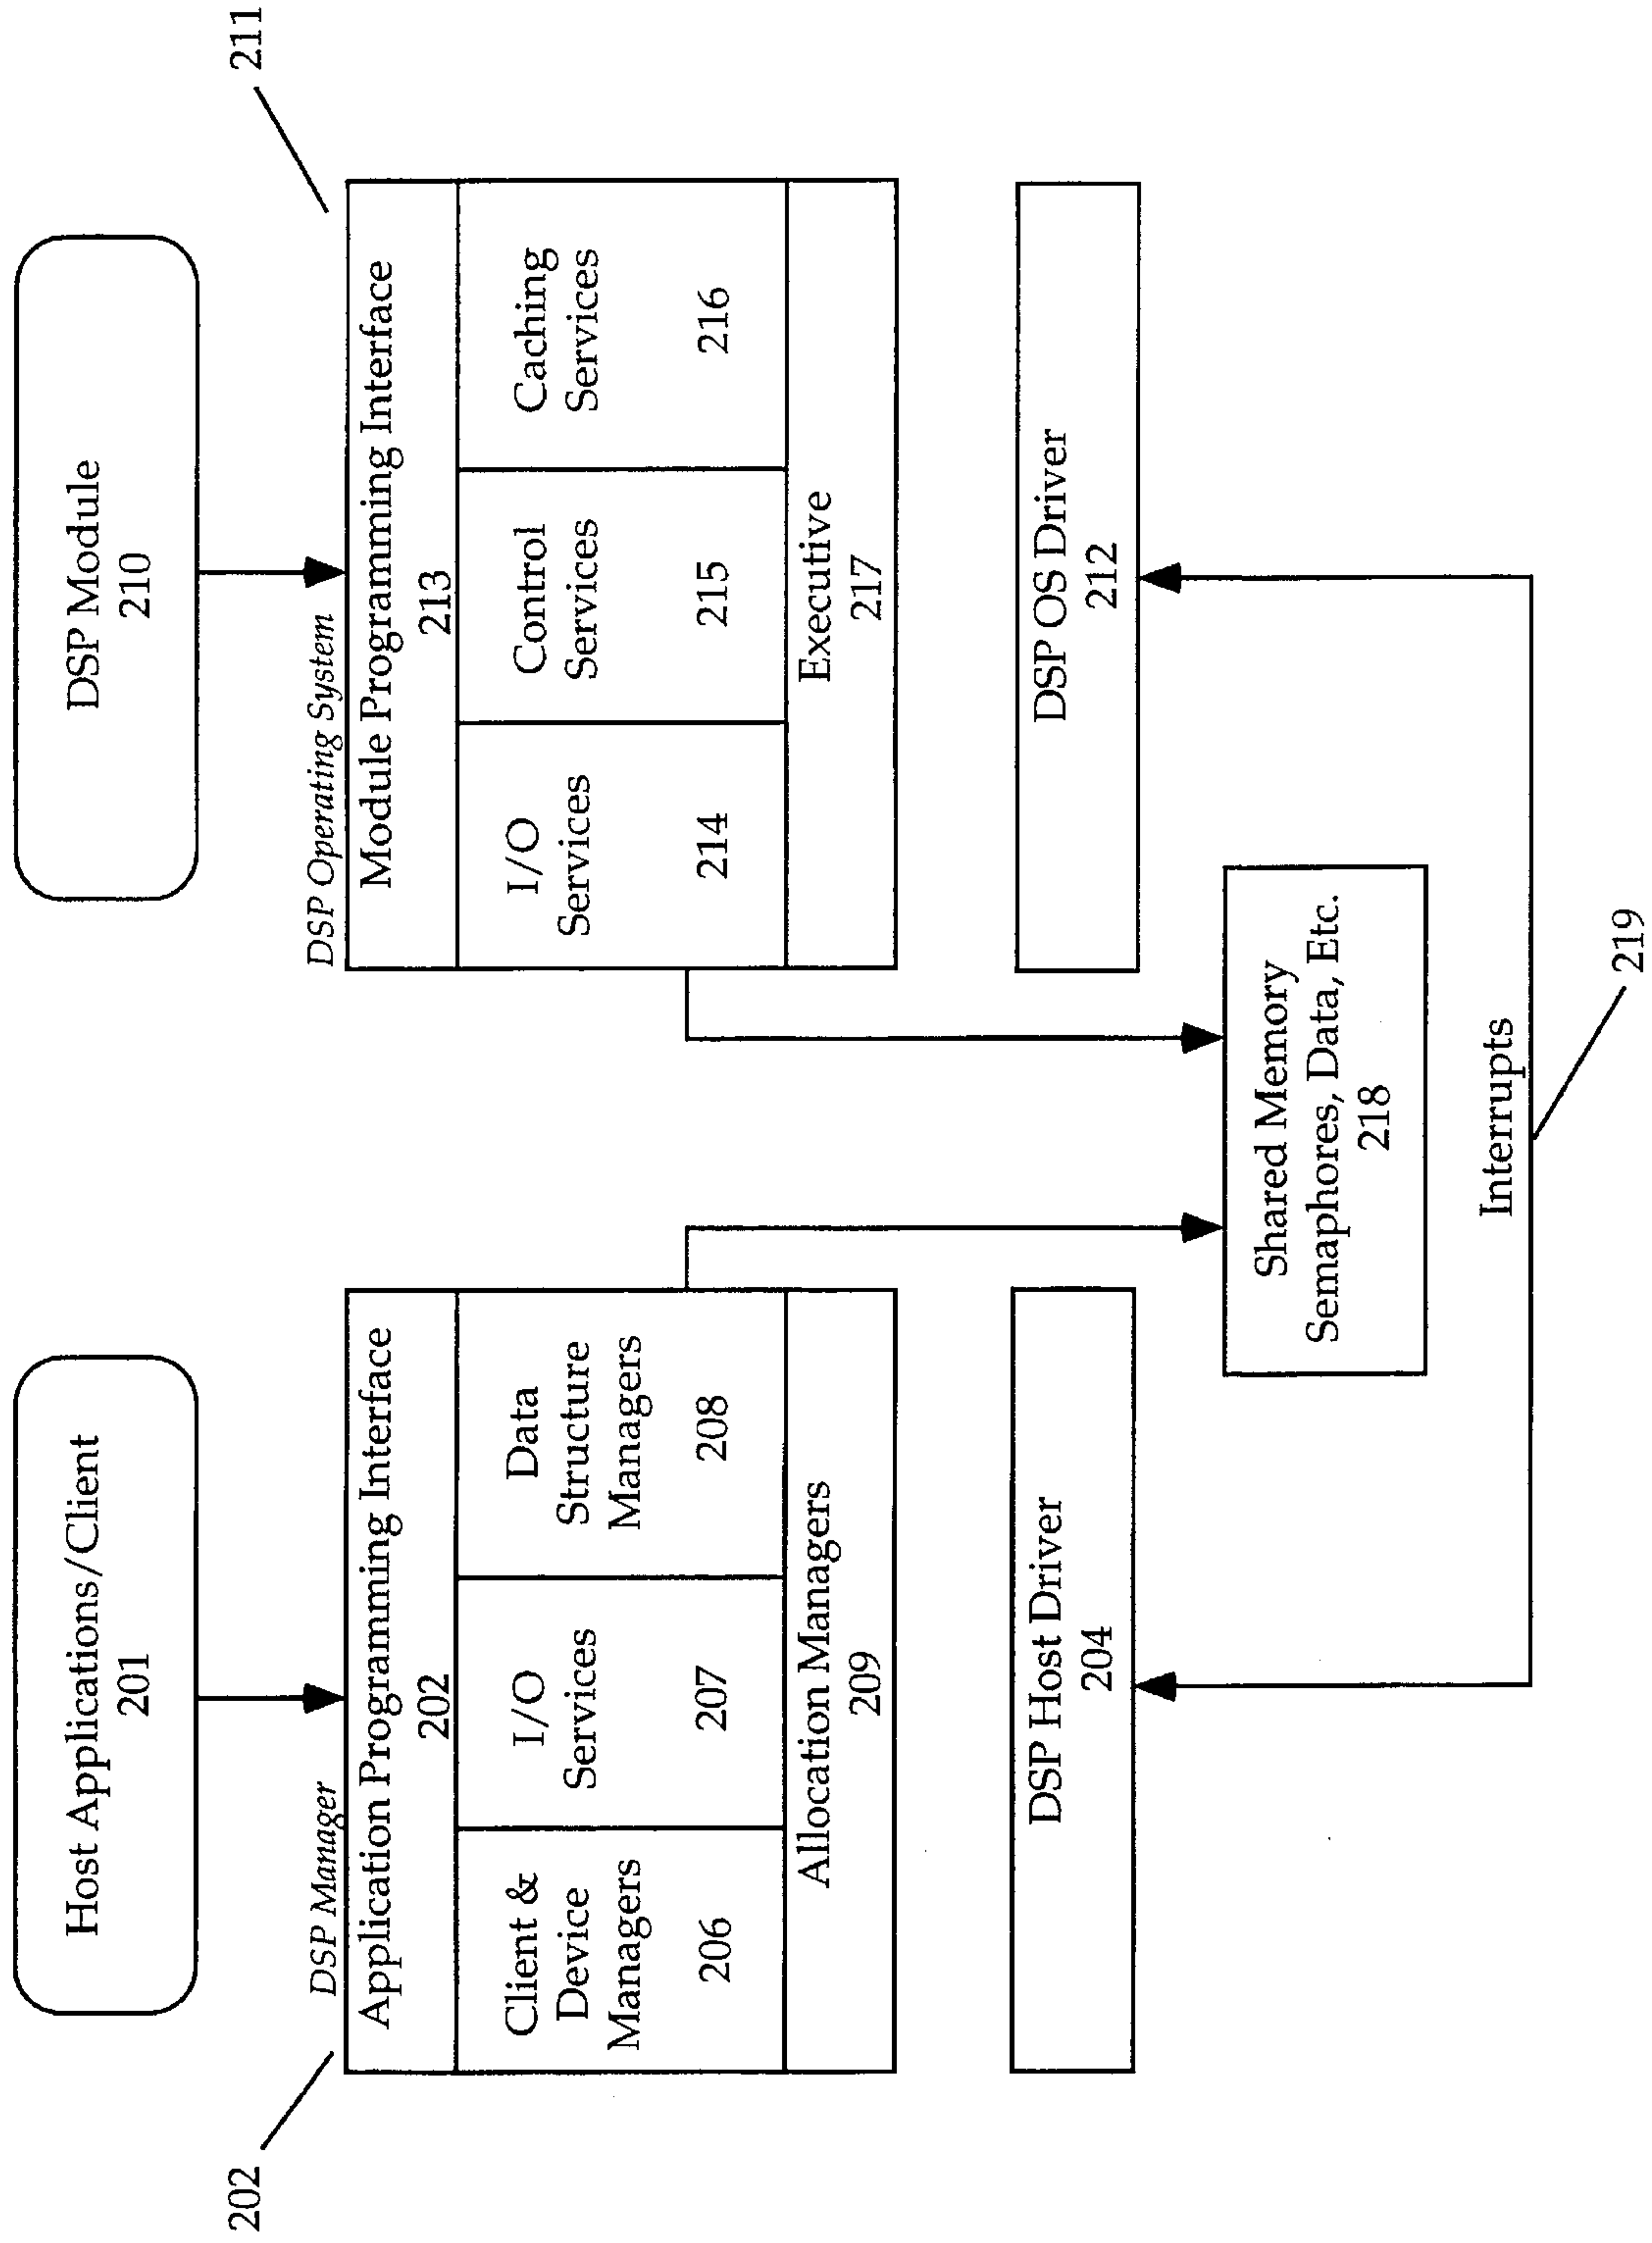 Host Applications/Client
201
202
DSP Manager
Application Programming Interface
202
Client &
Device
Managers
206
I/O
Services
207
Data
Structure
Managers
208
Allocation Managers
209
DSP Host Driver
204
DSP Module
210
211
DSP Operating System
Module Programming Interface
213
I/O
Services
214
Control
Services
215
Caching
Services
216
Executive
217
DSP OS Driver
212
Shared Memory
Semaphores, Data, Etc.
218
Interrupts
219